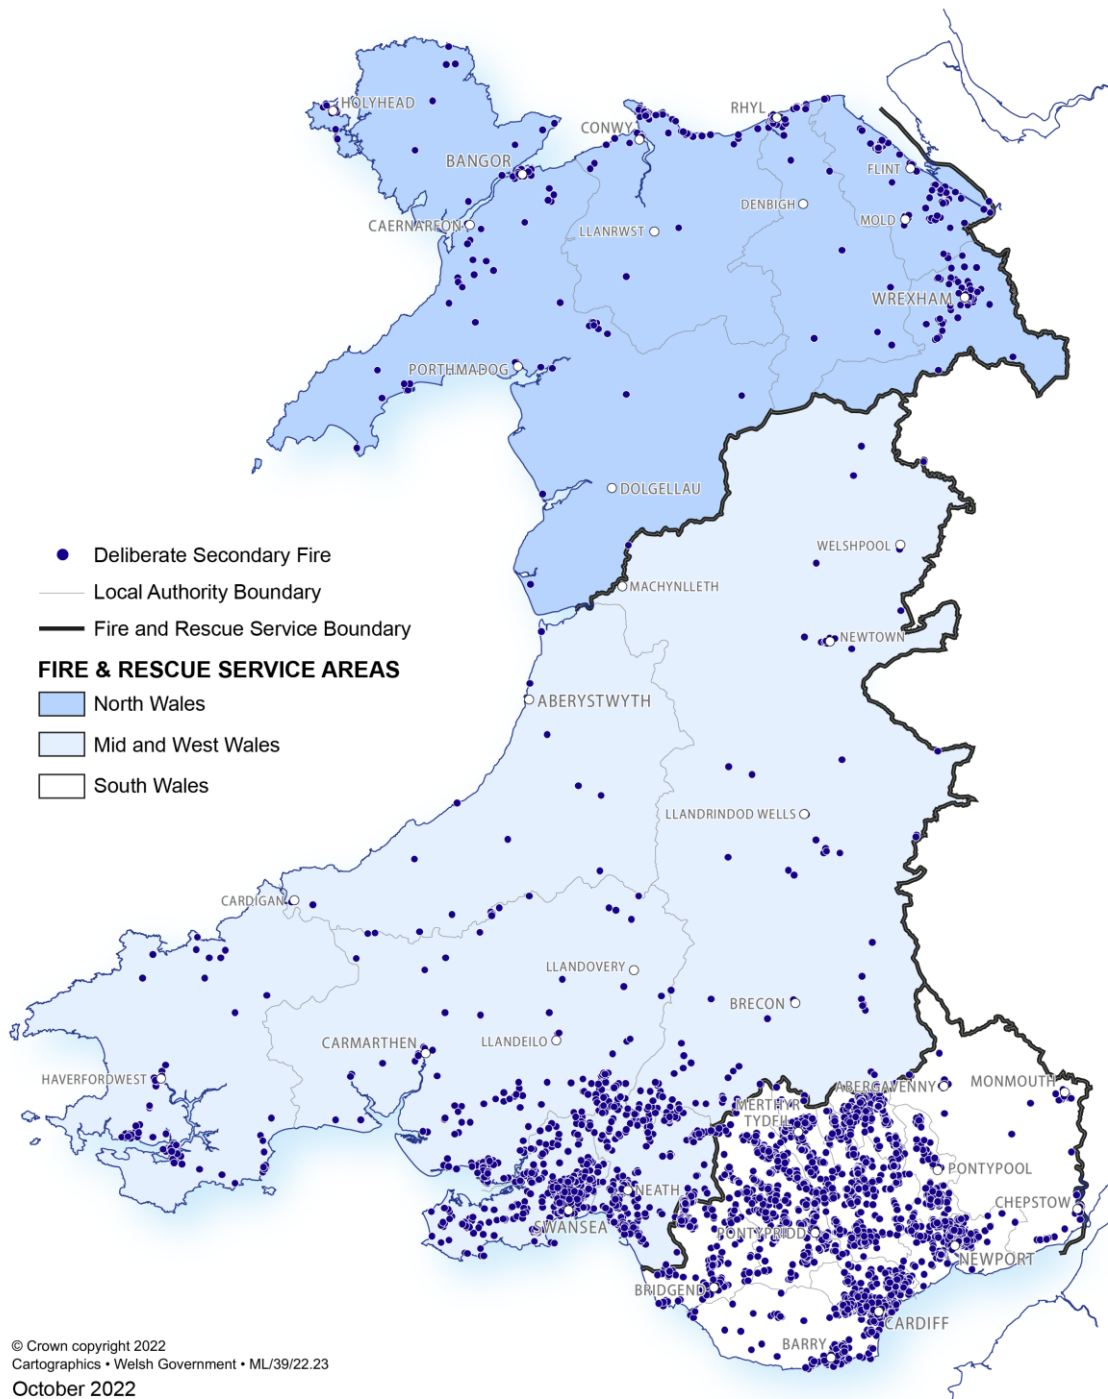 HOLYHEAD
RHYL
CONWY
BANGOR
FLINT
DENBIGH
MOLD
CAERNARFON
LLANRWST
WREXHAM
PORTHMADOG
DOLGELLAU
Deliberate Secondary Fire
Local Authority Boundary
Fire and Rescue Service Boundary
FIRE & RESCUE SERVICE AREAS
North Wales
Mid and West Wales
South Wales
WELSHPOOL
MACHYNLLETH
NEWTOWN
ABERYSTWYTH
LLANDRINDOD WELLS
CARDIGAN
LLANDOVERY
BRECON
CARMARTHEN
LLANDEILO
HAVERFORDWEST
ABERGAVENNY
MONMOUTH
MERTHYR
TYDFIL
PONTYPOOL
NEATH
CHEPSTOW
SWANSEA
PONTYPRIDD
NEWPORT
BRIDGEND
CARDIFF
BARRY
© Crown copyright 2022
Cartographics • Welsh Government • ML/39/22.23
October 2022